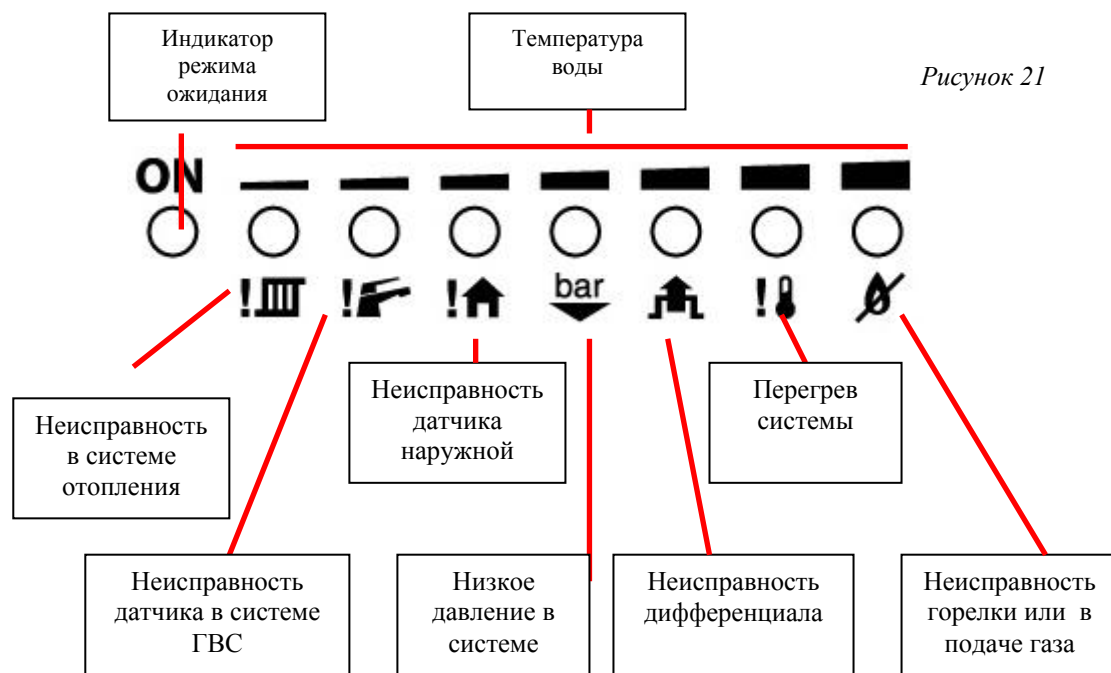 Индикатор
режима
ожидания
Температура
воды
Рисунок 21
ON
! ! ! bar !
Неисправность
в системе
отопления
Неисправность
датчика
наружной
Перегрев
системы
Неисправность
датчика в системе
ГВС
Низкое
давление в
системе
Неисправность
дифференциала
Неисправность
горелки или в
подаче газа